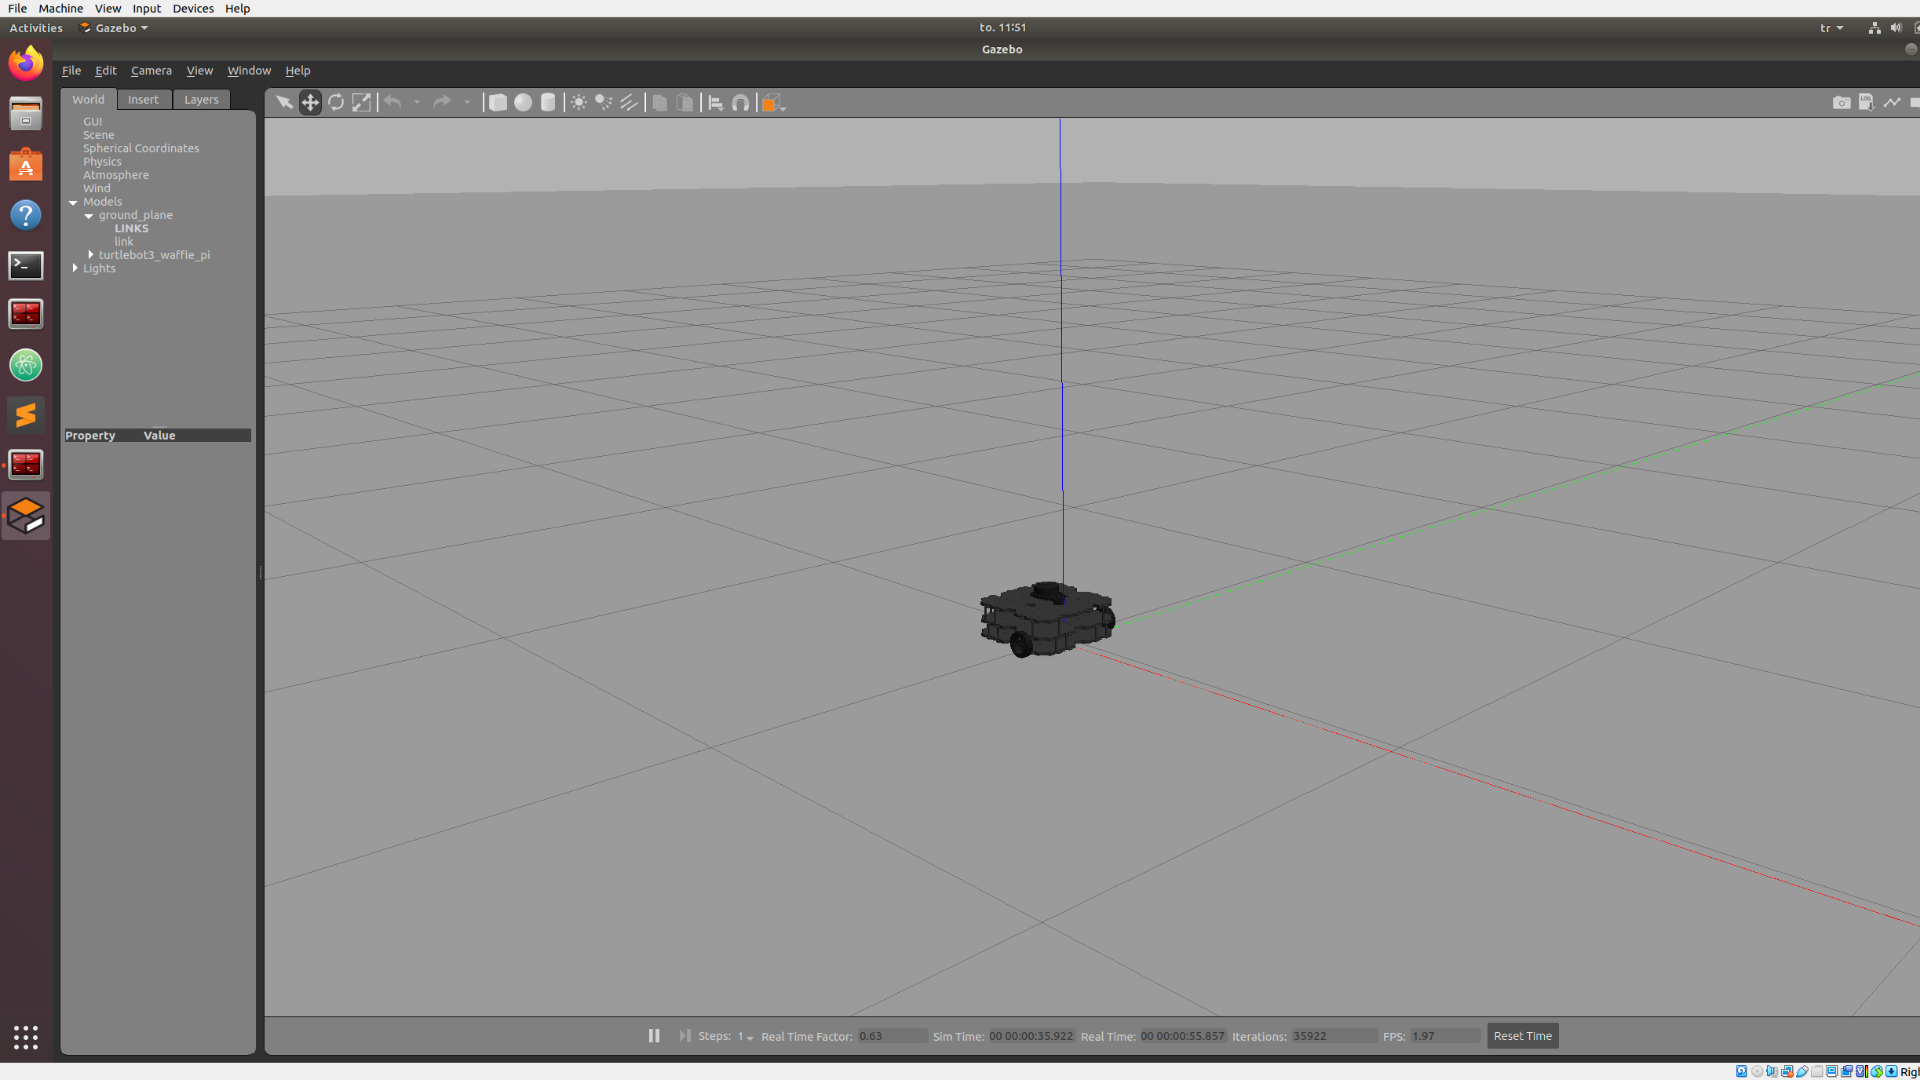 File Machine View Input Devices Help
Activities Gazebo to. 11:51 tr
Gazebo
File Edit Camera View Window Help
World Insert Layers
GUI
Scene
Spherical Coordinates
Physics
Atmosphere
Wind
Models
ground_plane
LINKS
link
turtlebot3_waffle_pi
Lights
Property Value
Steps: 1 Real Time Factor: 0.63 Sim Time: 00 00:00:35.922 Real Time: 00 00:00:55.857 Iterations: 35922 FPS: 1.97 Reset Time
Righ